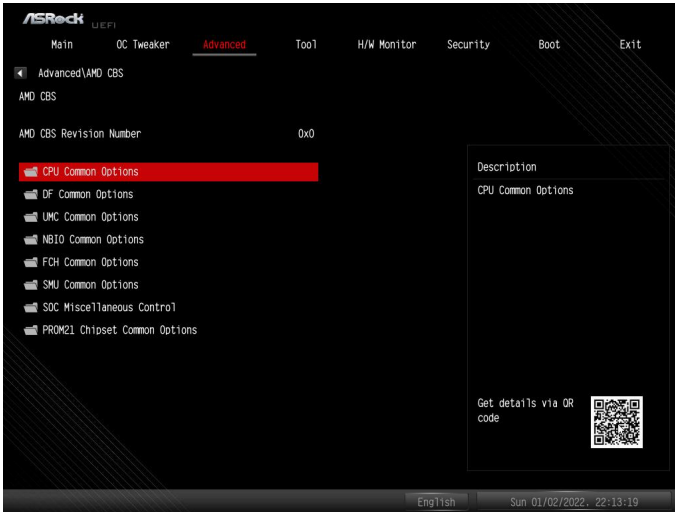 ASRock UEFI
Main OC Tweaker Advanced Tool H/W Monitor Security Boot Exit
Advanced\AMD CBS
AMD CBS
AMD CBS Revision Number 0x0
CPU Common Options
DF Common Options
UMC Common Options
NBIO Common Options
FCH Common Options
SMU Common Options
SOC Miscellaneous Control
PROM21 Chipset Common Options
Description
CPU Common Options
Get details via QR
code
English Sun 01/02/2022. 22:13:19